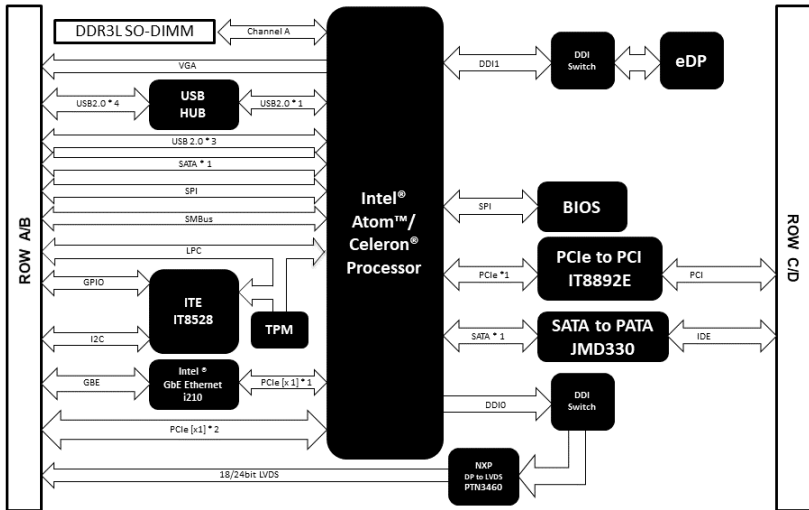 DDR3L SO-DIMM
Channel A
VGA
USB2.0 * 4
USB
HUB
USB2.0 * 1
USB 2.0 * 3
SATA * 1
SPI
SMBus
LPC
GPIO
ITE
IT8528
TPM
I2C
GBE
Intel ®
GbE Ethernet
i210
PCIe [x 1] * 1
PCIe [x1] * 2
18/24bit LVDS
ROW A/B
Intel®
Atom™/
Celeron®
Processor
DDI1
DDI
Switch
eDP
SPI
BIOS
PCIe *1
PCIe to PCI
IT8892E
PCI
SATA * 1
SATA to PATA
JMD330
IDE
DDI0
DDI
Switch
NXP
DP to LVDS
PTN3460
ROW C/D